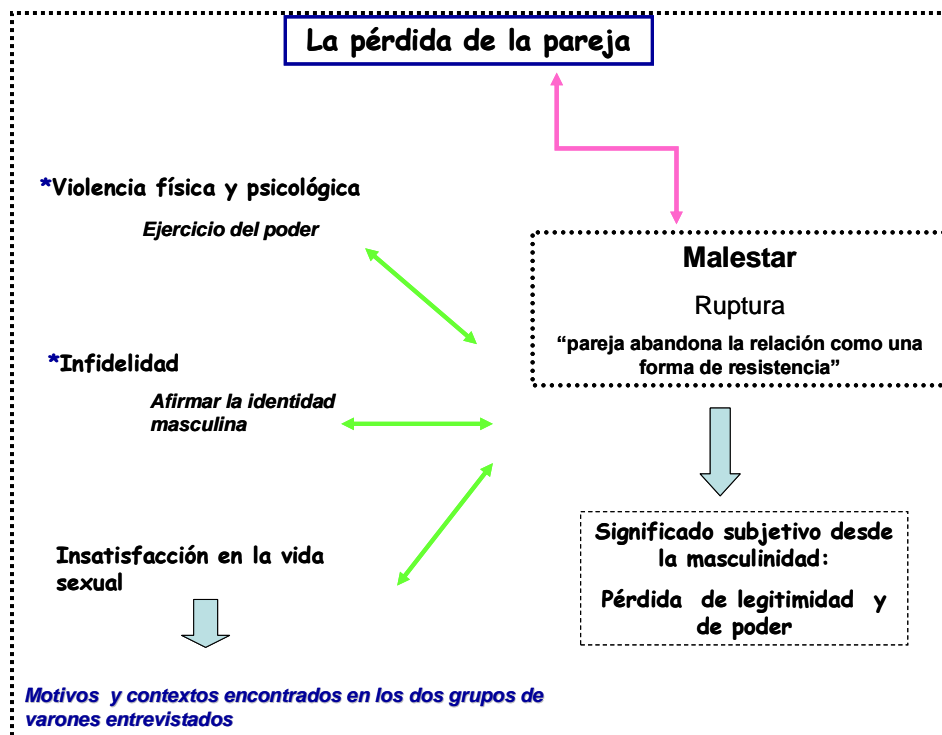 La pérdida de la pareja
*Violencia física y psicológica
Ejercicio del poder
Malestar
Ruptura
“pareja abandona la relación como una
forma de resistencia”
*Infidelidad
Afirmar la identidad
masculina
Insatisfacción en la vida
sexual
Significado subjetivo desde
la masculinidad:
Pérdida de legitimidad y
de poder
Motivos y contextos encontrados en los dos grupos de
varones entrevistados